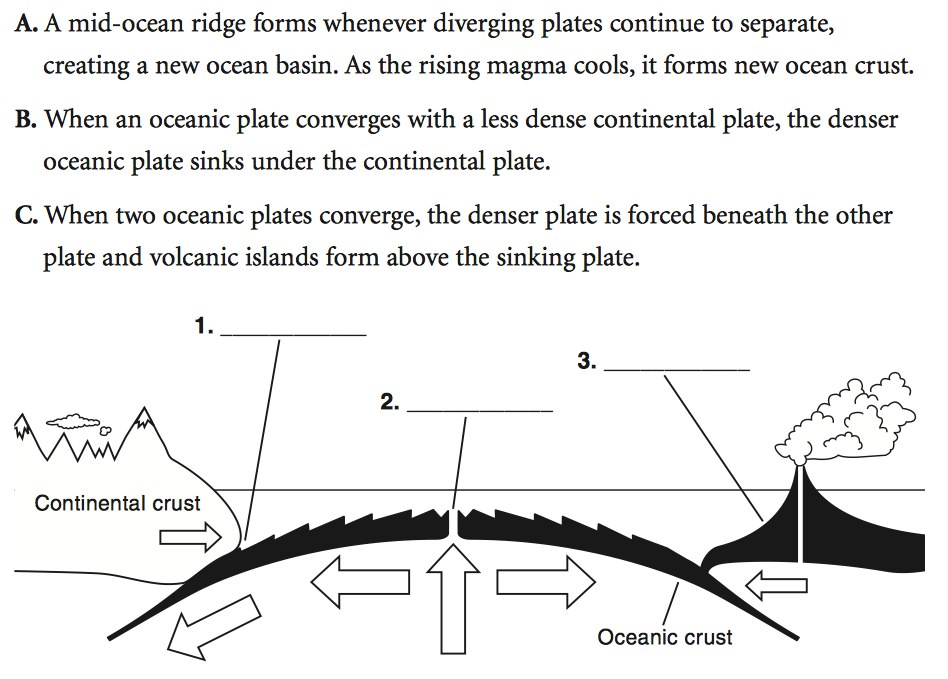 A. A mid-ocean ridge forms whenever diverging plates continue to separate,
creating a new ocean basin. As the rising magma cools, it forms new ocean crust.
B. When an oceanic plate converges with a less dense continental plate, the denser
oceanic plate sinks under the continental plate.
C. When two oceanic plates converge, the denser plate is forced beneath the other
plate and volcanic islands form above the sinking plate.
1. ____________
3. ____________
2. ____________
Continental crust
Oceanic crust